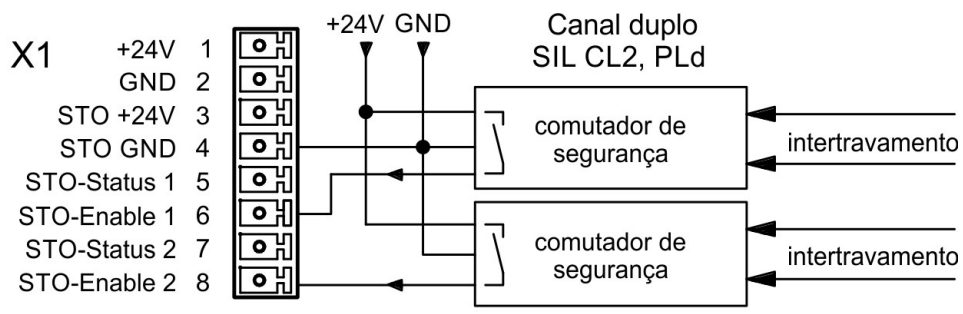 +24V GND
Canal duplo
SIL CL2, PLd
X1
+24V 1
GND 2
STO +24V 3
STO GND 4
STO-Status 1 5
STO-Enable 1 6
STO-Status 2 7
STO-Enable 2 8
comutador de
segurança
intertravamento
comutador de
segurança
intertravamento